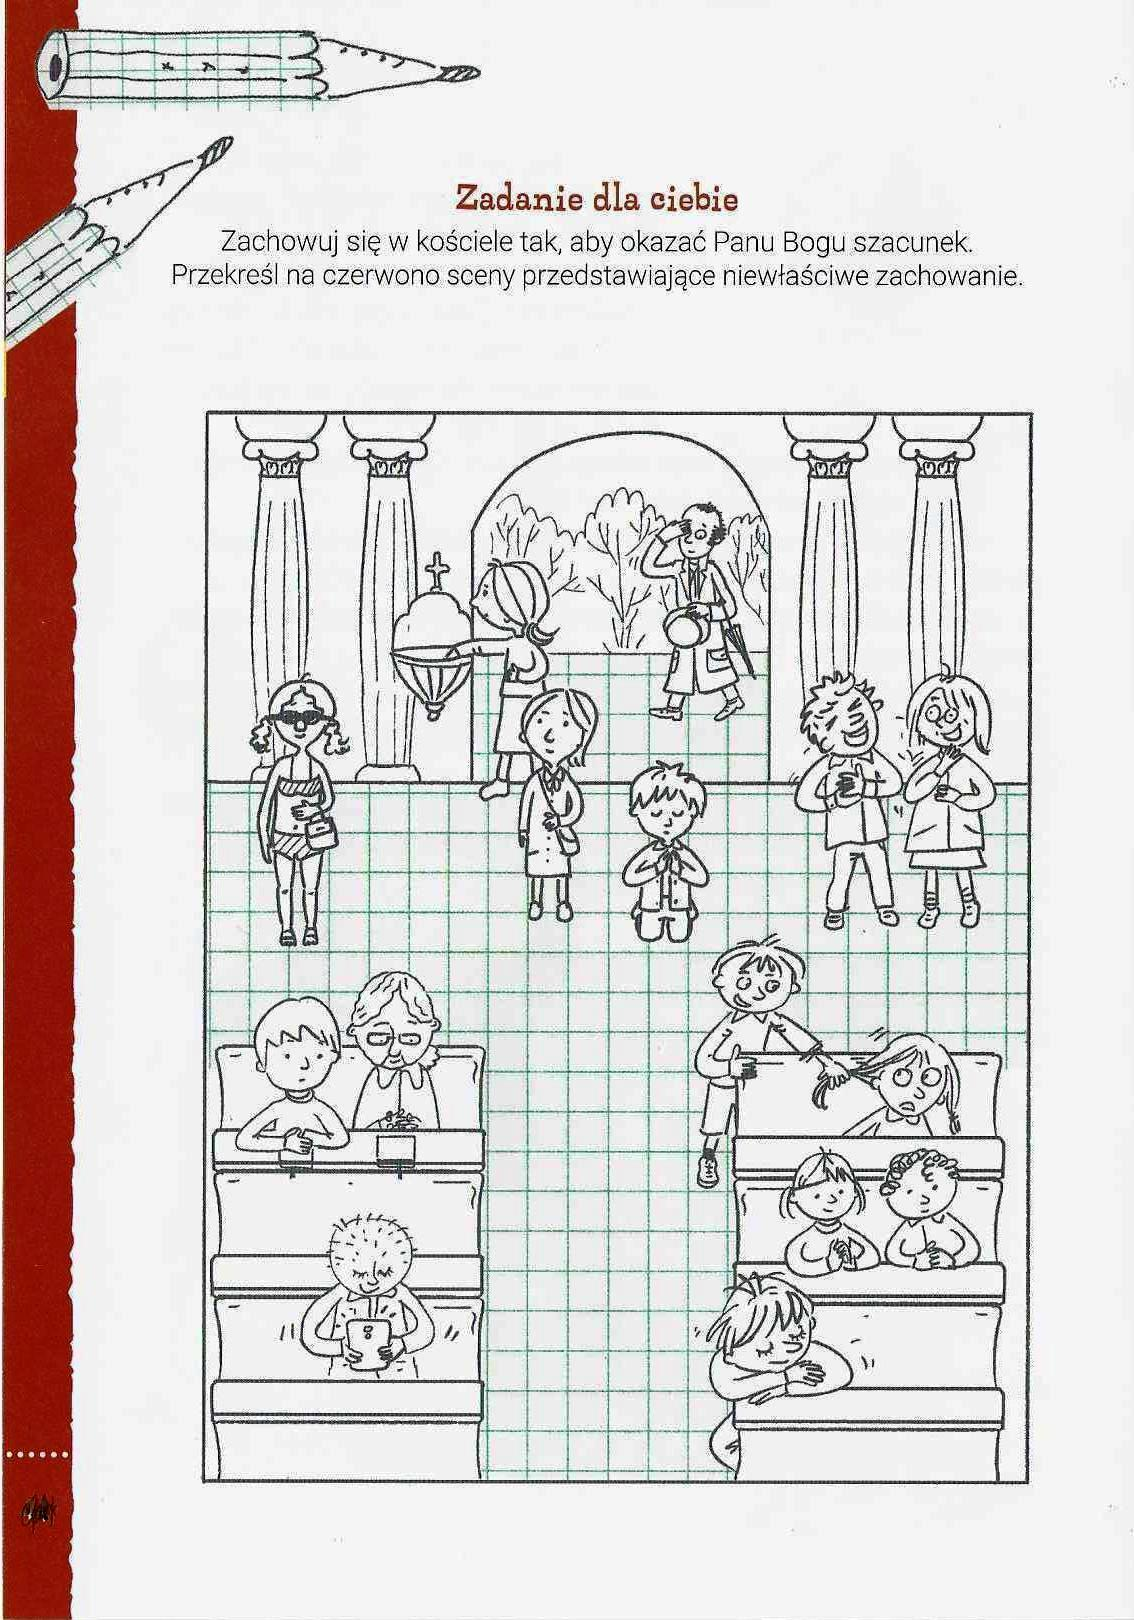 Zadanie dla ciebie
Zachowuj się w kościele tak, aby okazać Panu Bogu szacunek.
Przekreśl na czerwono sceny przedstawiające niewłaściwe zachowanie.